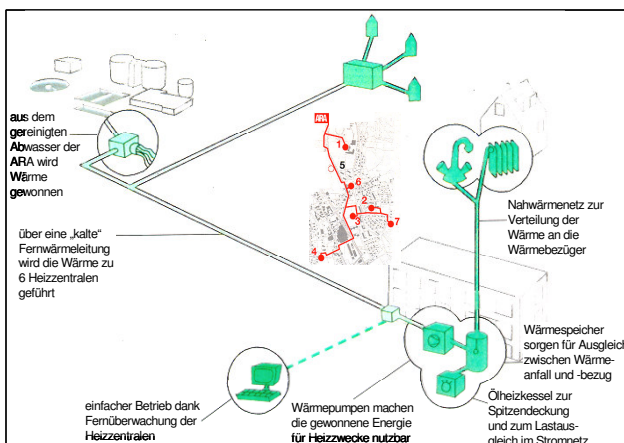 aus dem
gereinigten
Abwasser der
ARA wird
Wärme
gewonnen
über eine „kalte“
Fernwärmeleitung
wird die Wärme zu
6 Heizzentralen
geführt
ARA
1
5
6
2
3
7
4
Nahwärmenetz zur
Verteilung der
Wärme an die
Wärmebezüger
Wärmespeicher
sorgen für Ausgleich
zwischen Wärme-
anfall und -bezug
einfacher Betrieb dank
Fernüberwachung der
Heizzentralen
Wärmepumpen machen
die gewonnene Energie
für Heizzwecke nutzbar
Ölheizkessel zur
Spitzendeckung
und zum Lastaus-
gleich im Stromnetz